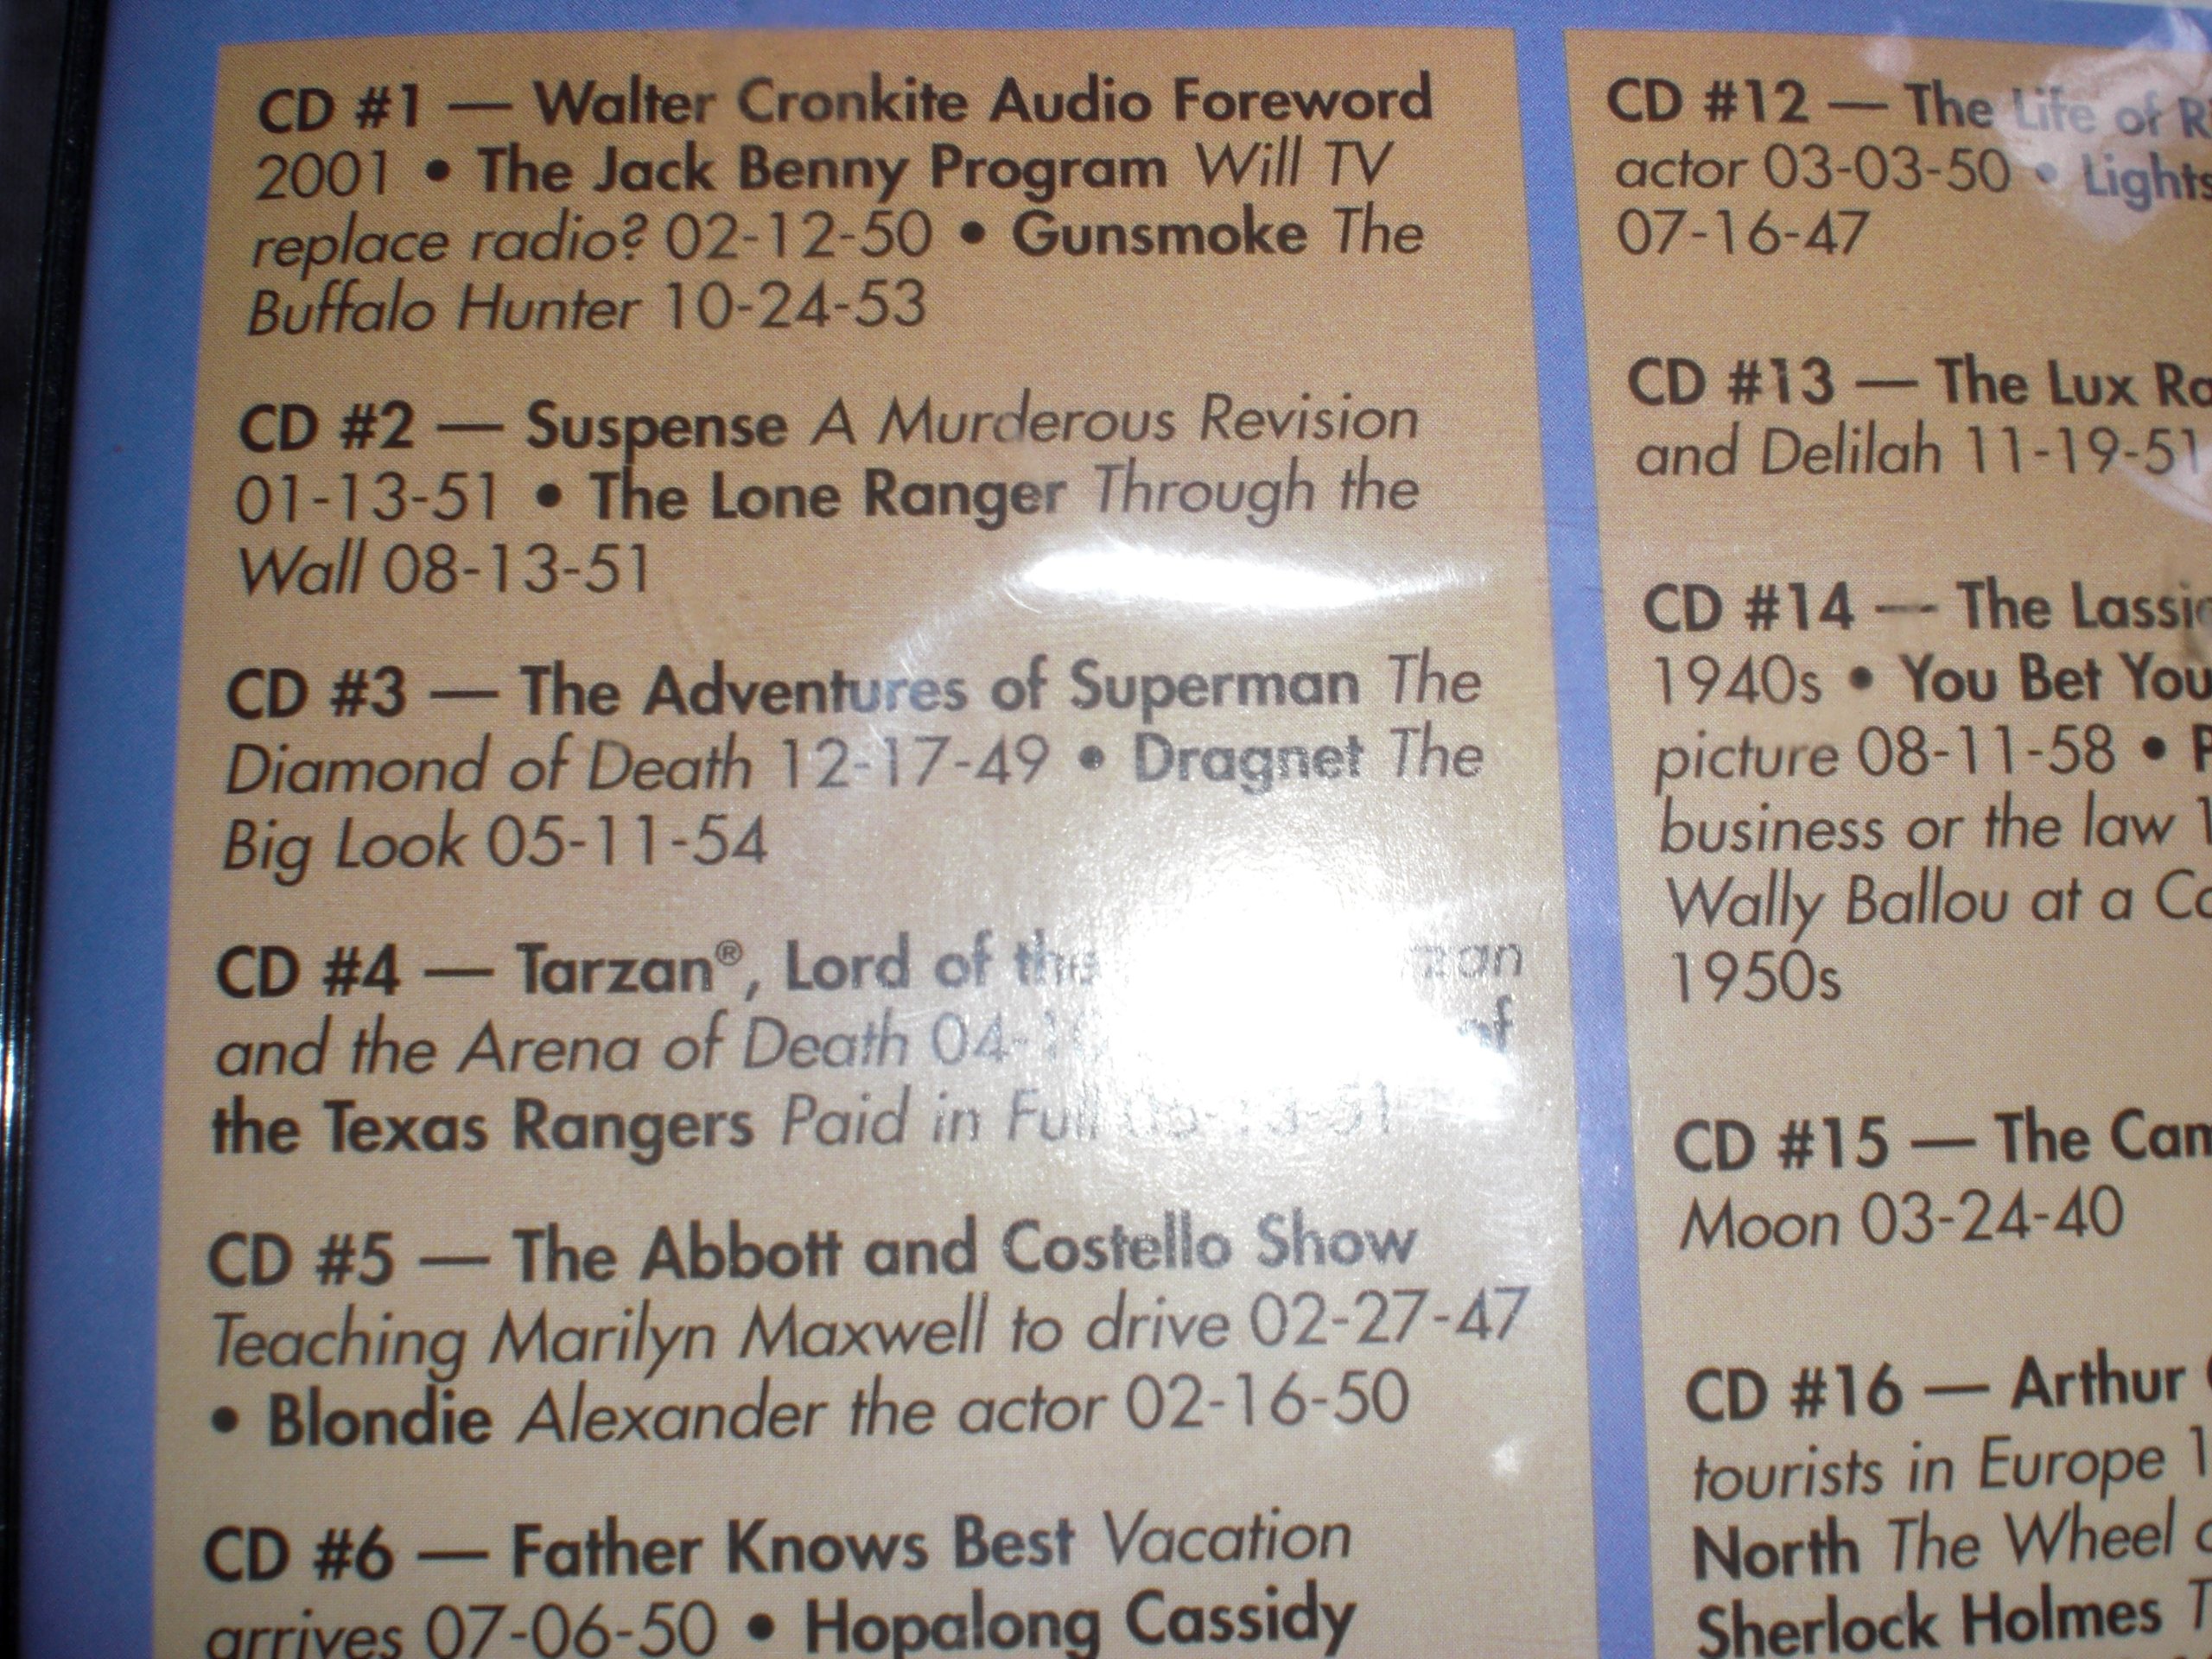 CD #1 — Walter Cronkite Audio Foreword
2001 • The Jack Benny Program Will TV
replace radio? 02-12-50 • Gunsmoke The
Buffalo Hunter 10-24-53
CD #2 — Suspense A Murderous Revision
01-13-51 • The Lone Ranger Through the
Wall 08-13-51
CD #3 — The Adventures of Superman The
Diamond of Death 12-17-49 • Dragnet The
Big Look 05-11-54
CD #4 — Tarzan®, Lord of the
and the Arena of Death of
the Texas Rangers Paid in Full
CD #5 — The Abbott and Costello Show
Teaching Marilyn Maxwell to drive 02-27-47
• Blondie Alexander the actor 02-16-50
CD #6 — Father Knows Best Vacation
arrives 07-06-50 • Hopalong Cassidy
CD #12 — The Life of
actor 03-03-50 •
07-16-47
CD #13 — The Lux
and Delilah 11-19-51
CD #14 — The
1940s • You Bet
picture 08-11-58 •
business or the law
Wally Ballou at a
1950s
CD #15 — The
Moon 03-24-40
CD #16 — Arthur
tourists in Europe
North The Wheel
Sherlock Holmes